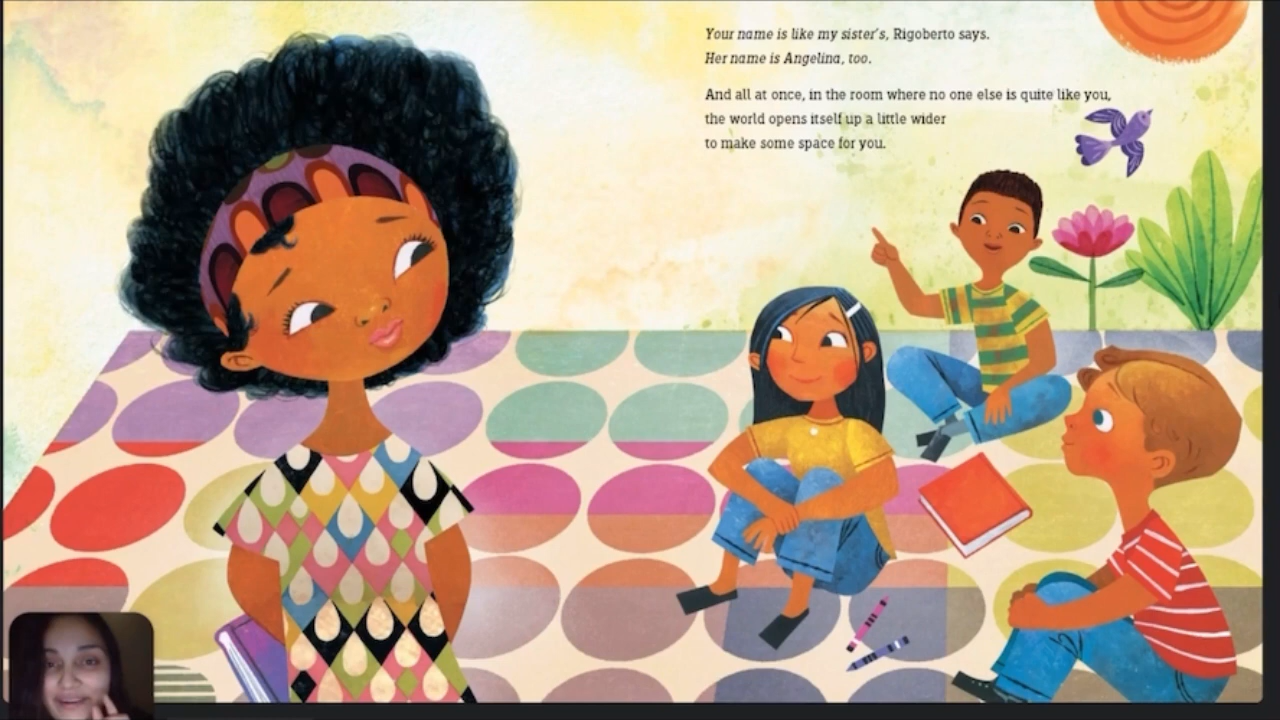 Your name is like my sister's, Rigoberto says.
Her name is Angelina, too.
And all at once, in the room where no one else is quite like you,
the world opens itself up a little wider
to make some space for you.